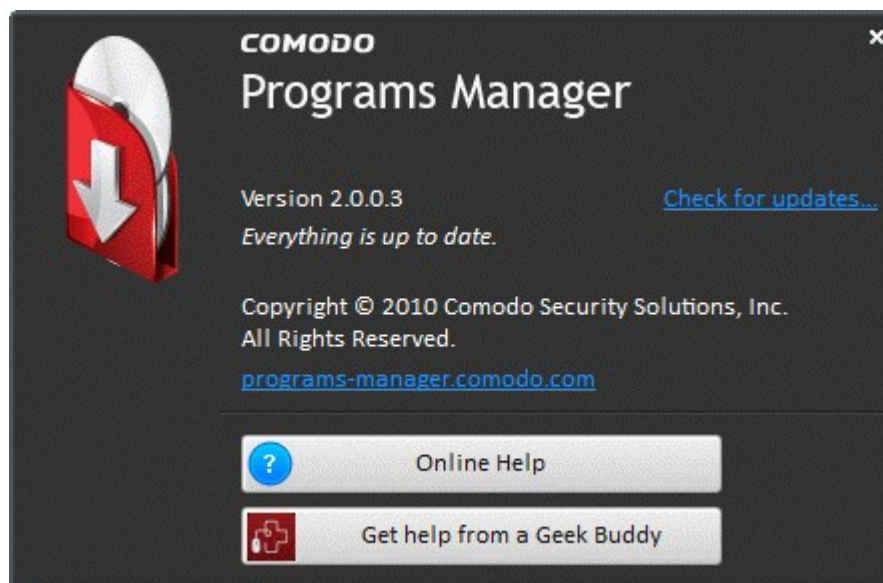 COMODO
Programs Manager
Version 2.0.0.3
Check for updates...
Everything is up to date.
Copyright © 2010 Comodo Security Solutions, Inc.
All Rights Reserved.
programs-manager.comodo.com
Online Help
Get help from a Geek Buddy